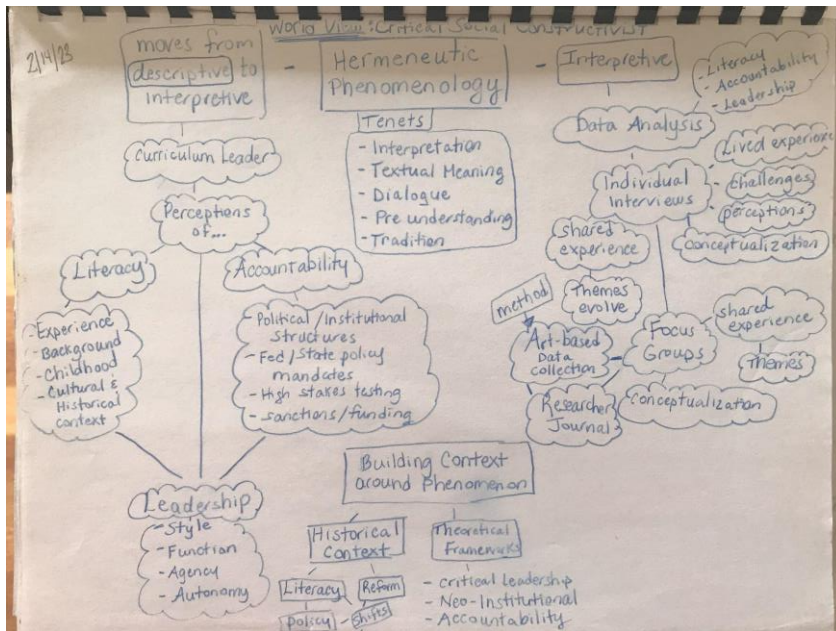 World View: Critical Social Constructivist
2/14/23
moves from
descriptive to
interpretive
-
Hermeneutic
Phenomenology
-
Interpretive
Tenets
- Interpretation
- Textual Meaning
- Dialogue
- Pre understanding
- Tradition
Curriculum Leader
Perceptions
of...
Literacy
Accountability
- Experience
- Background
- Childhood
- Cultural &
Historical
context
- Political/Institutional
structures
- Fed/State policy
mandates
- High stakes testing
- sanctions/funding
Leadership
- Style
- Function
- Agency
- Autonomy
Data Analysis
- Literacy
- Accountability
- Leadership
Individual
Interviews
Lived experience
- challenges
- perceptions
Conceptualization
shared
experience
Themes
evolve
method
Art-based
Data
collection
Focus
Groups
shared
experience
Themes
Conceptualization
Researcher
Journal
Building Context
around Phenomenon
Historical
Context
Theoretical
Frameworks
Literacy
Reform
Policy
Shifts
- Critical Leadership
- Neo-Institutional
- Accountability